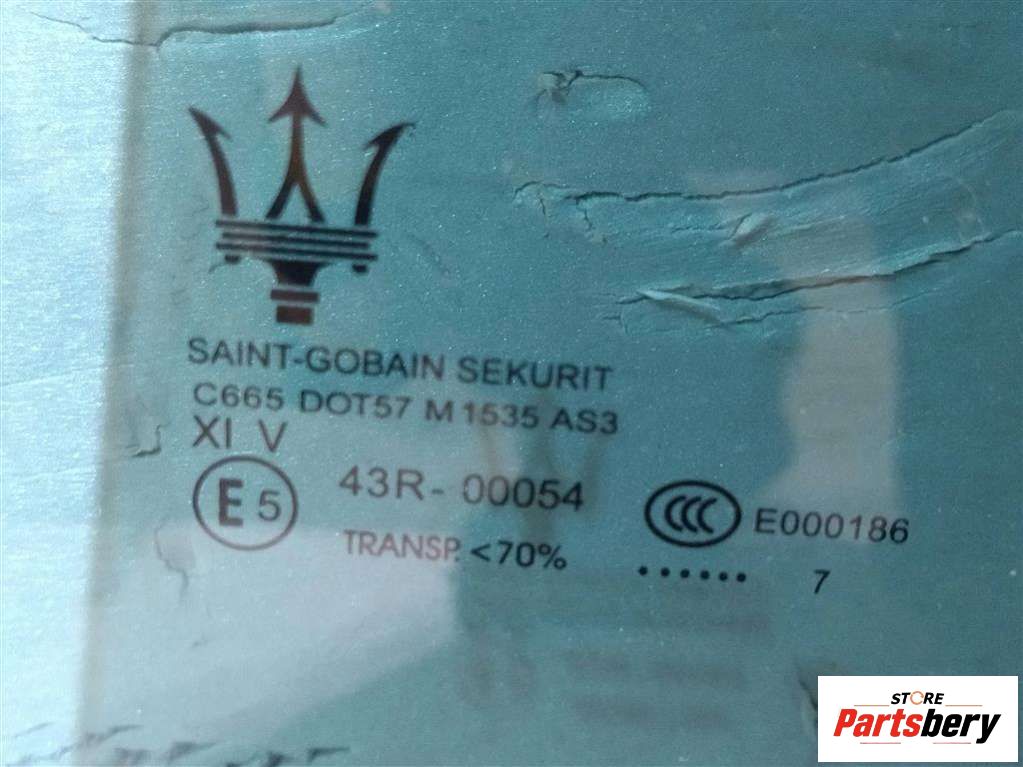 SAINT-GOBAIN SEKURIT
C665 DOT57 M1535 AS3
XI V
E5 43R-00054
CCC E000186
TRANSP. <70%
...... 7
STORE
Partsbery